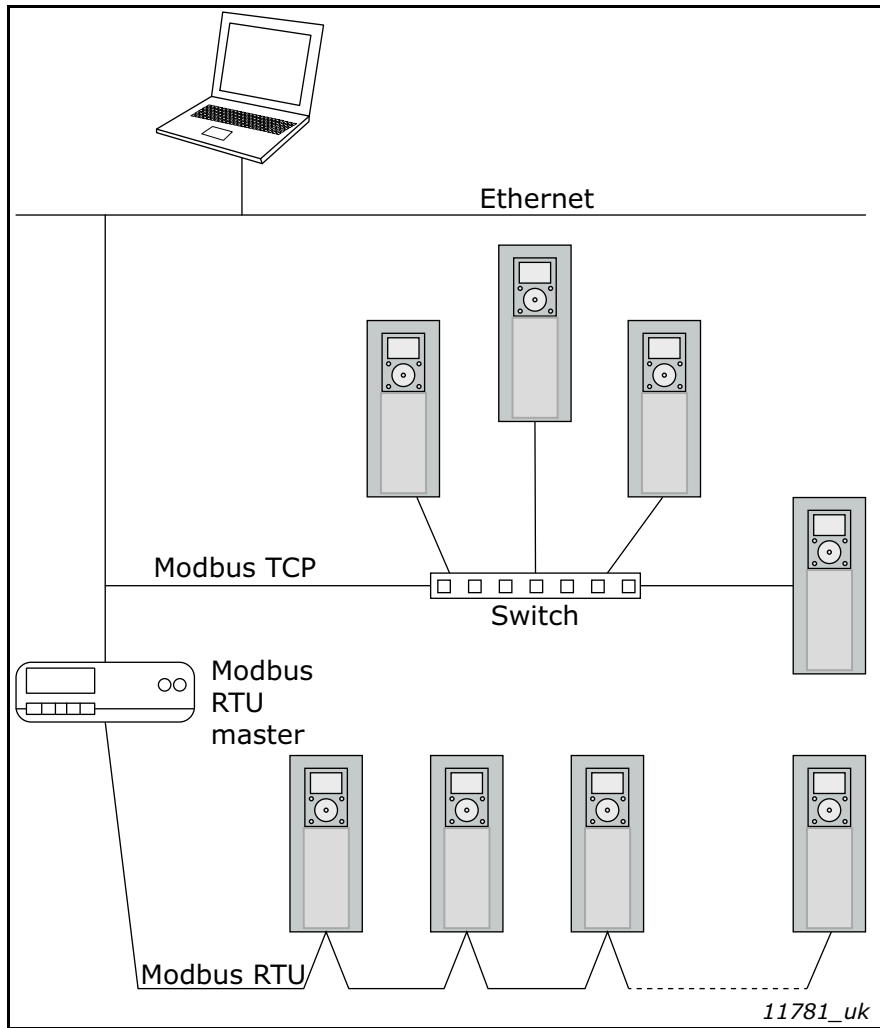 Ethernet
Modbus TCP
Switch
Modbus
RTU
master
Modbus RTU
11781_uk